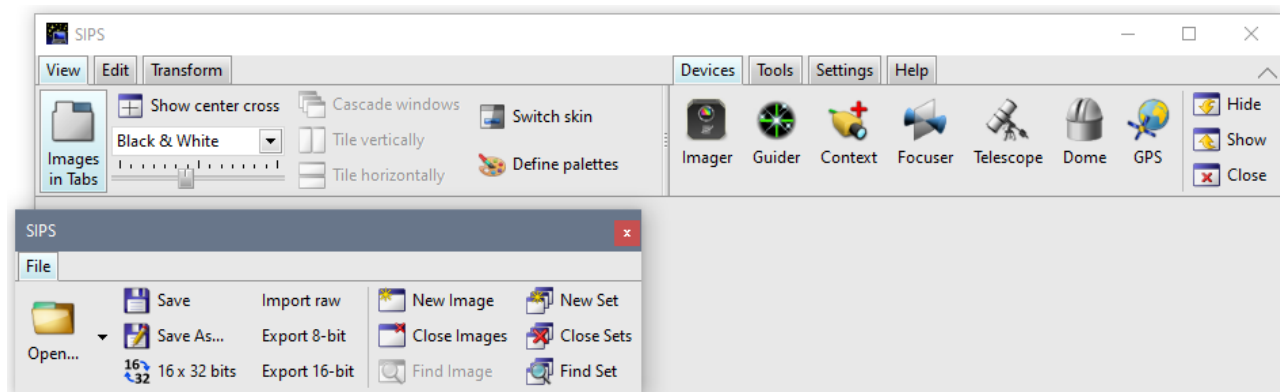 SIPS
View Edit Transform Devices Tools Settings Help
Images in Tabs
Show center cross
Black & White
Cascade windows
Tile vertically
Tile horizontally
Switch skin
Define palettes
Imager Guider Context Focuser Telescope Dome GPS
Hide
Show
Close
SIPS
File
Open...
Save
Save As...
16 32 16 x 32 bits
Import raw
Export 8-bit
Export 16-bit
New Image
Close Images
Find Image
New Set
Close Sets
Find Set